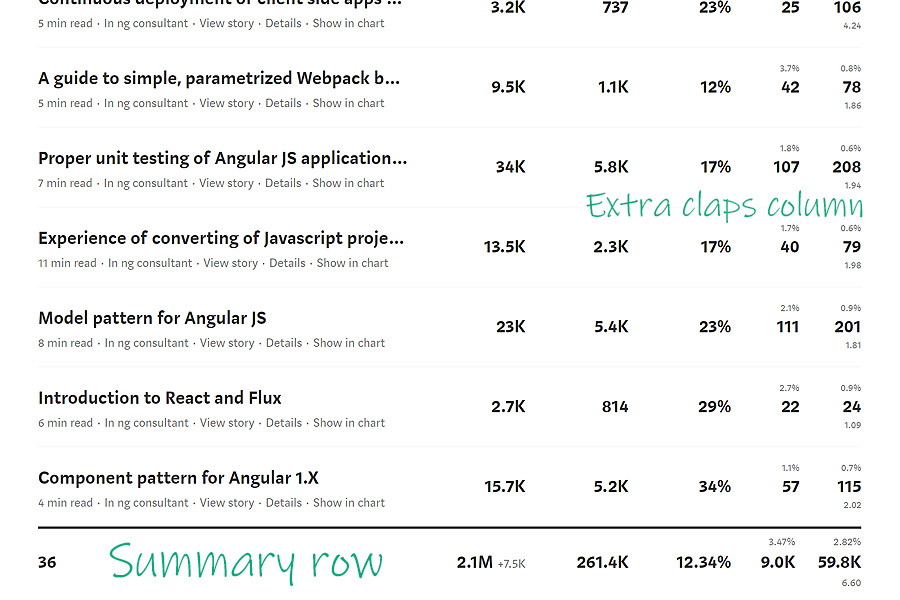 Continuous deployment of client side apps ... 3.2K 737 23% 25 106
5 min read · In ng consultant · View story · Details · Show in chart 4.24
3.7% 0.8%
A guide to simple, parametrized Webpack b... 9.5K 1.1K 12% 42 78
5 min read · In ng consultant · View story · Details · Show in chart 1.86
1.8% 0.6%
Proper unit testing of Angular JS application... 34K 5.8K 17% 107 208
7 min read · In ng consultant · View story · Details · Show in chart 1.94
Extra claps column
1.7% 0.6%
Experience of converting of Javascript proje... 13.5K 2.3K 17% 40 79
11 min read · In ng consultant · View story · Details · Show in chart 1.98
2.1% 0.9%
Model pattern for Angular JS 23K 5.4K 23% 111 201
8 min read · In ng consultant · View story · Details · Show in chart 1.81
2.7% 0.9%
Introduction to React and Flux 2.7K 814 29% 22 24
6 min read · In ng consultant · View story · Details · Show in chart 1.09
1.1% 0.7%
Component pattern for Angular 1.X 15.7K 5.2K 34% 57 115
4 min read · In ng consultant · View story · Details · Show in chart 2.02
3.47% 2.82%
36 Summary row 2.1M +7.5K 261.4K 12.34% 9.0K 59.8K
6.60